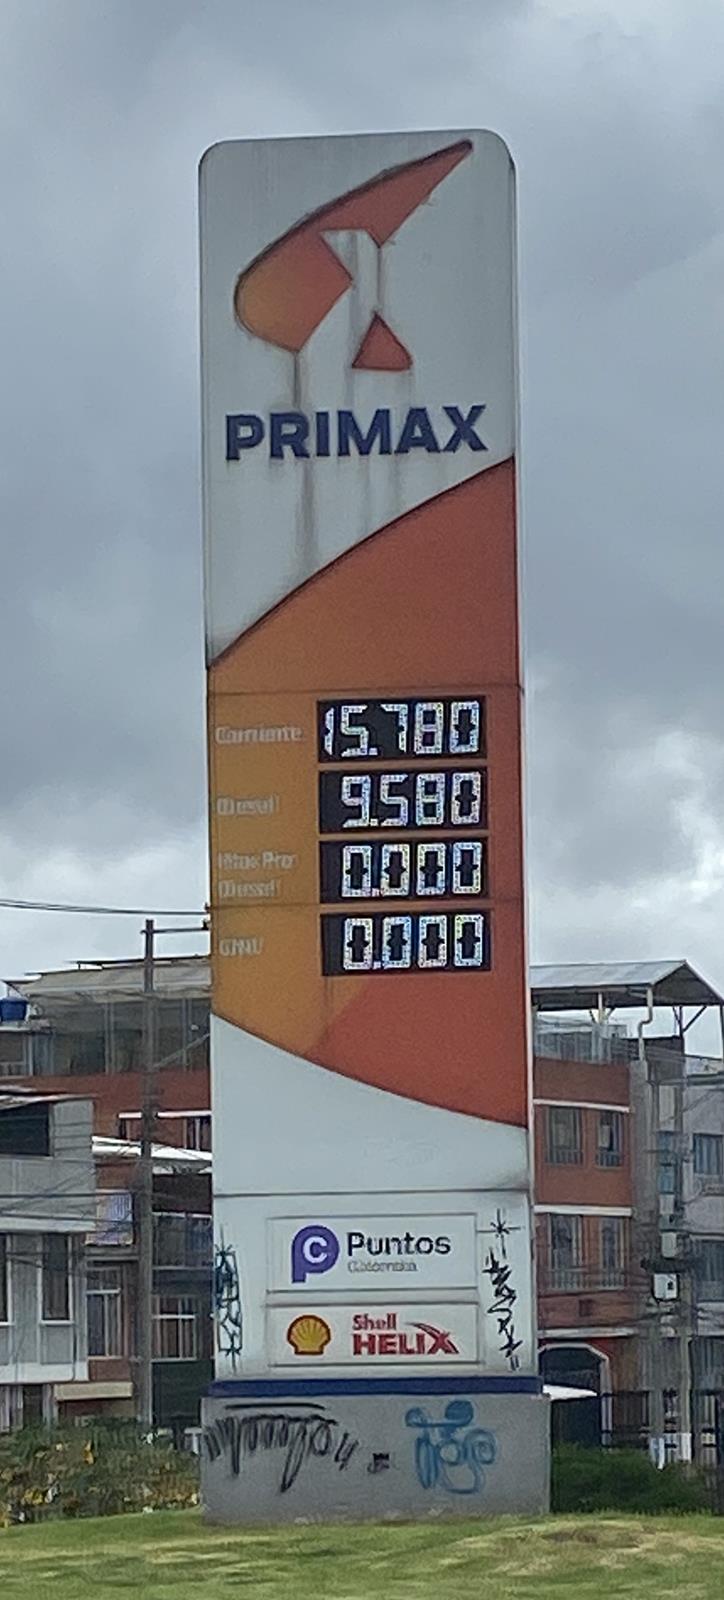 PRIMAX
Corriente 15.780
Diesel 9.580
Max Pro
Diesel 0.000
GNV 0.000
Puntos
Colombia
Shell
HELIX